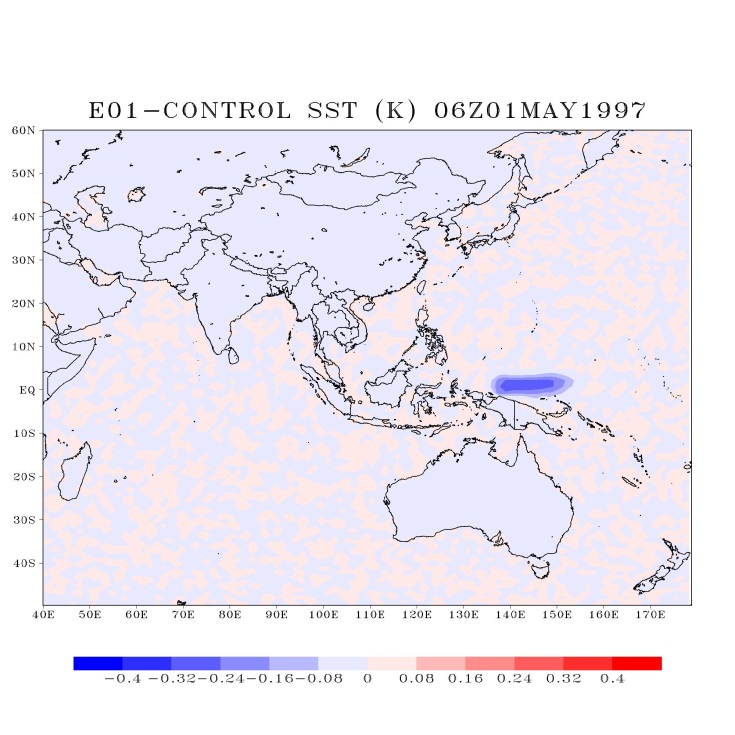 E01−CONTROL SST (K) 06Z01MAY1997
60N
50N
40N
30N
20N
10N
EQ
10S
20S
30S
40S
40E 50E 60E 70E 80E 90E 100E 110E 120E 130E 140E 150E 160E 170E
−0.4 −0.32 −0.24 −0.16 −0.08 0 0.08 0.16 0.24 0.32 0.4